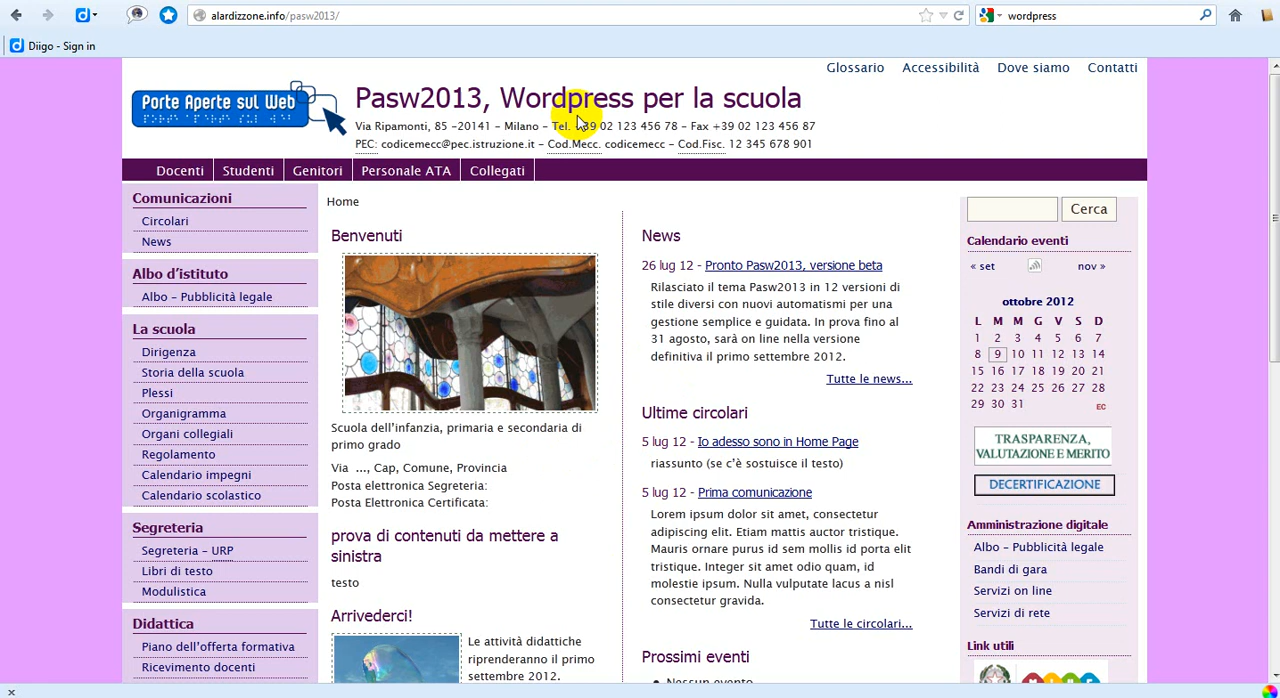 alardizzone.info/pasw2013/
wordpress
Diigo - Sign in
Glossario Accessibilità Dove siamo Contatti
Porte Aperte sul Web
Pasw2013, Wordpress per la scuola
Via Ripamonti, 85 -20141 - Milano - Tel. +39 02 123 456 78 - Fax +39 02 123 456 87
PEC: codicemecc@pec.istruzione.it - Cod.Mecc. codicemecc - Cod.Fisc. 12 345 678 901
Docenti Studenti Genitori Personale ATA Collegati
Comunicazioni
Circolari
News
Albo d'istituto
Albo - Pubblicità legale
La scuola
Dirigenza
Storia della scuola
Plessi
Organigramma
Organi collegiali
Regolamento
Calendario impegni
Calendario scolastico
Segreteria
Segreteria - URP
Libri di testo
Modulistica
Didattica
Piano dell'offerta formativa
Ricevimento docenti
Home
Benvenuti
Scuola dell'infanzia, primaria e secondaria di
primo grado
Via ..., Cap, Comune, Provincia
Posta elettronica Segreteria:
Posta Elettronica Certificata:
prova di contenuti da mettere a
sinistra
testo
Arrivederci!
Le attività didattiche
riprenderanno il primo
settembre 2012.
News
26 lug 12 - Pronto Pasw2013, versione beta
Rilasciato il tema Pasw2013 in 12 versioni di
stile diversi con nuovi automatismi per una
gestione semplice e guidata. In prova fino al
31 agosto, sarà on line nella versione
definitiva il primo settembre 2012.
Tutte le news...
Ultime circolari
5 lug 12 - Io adesso sono in Home Page
riassunto (se c'è sostuisce il testo)
5 lug 12 - Prima comunicazione
Lorem ipsum dolor sit amet, consectetur
adipiscing elit. Etiam mattis auctor tristique.
Mauris ornare purus id sem mollis id porta elit
tristique. Integer sit amet odio quam, id
molestie ipsum. Nulla vulputate lacus a nisl
consectetur gravida.
Tutte le circolari...
Prossimi eventi
Nessun evento
Cerca
Calendario eventi
« set nov »
ottobre 2012
L M M G V S D
1 2 3 4 5 6 7
8 9 10 11 12 13 14
15 16 17 18 19 20 21
22 23 24 25 26 27 28
29 30 31
EC
TRASPARENZA,
VALUTAZIONE E MERITO
DECERTIFICAZIONE
Amministrazione digitale
Albo - Pubblicità legale
Bandi di gara
Servizi on line
Servizi di rete
Link utili